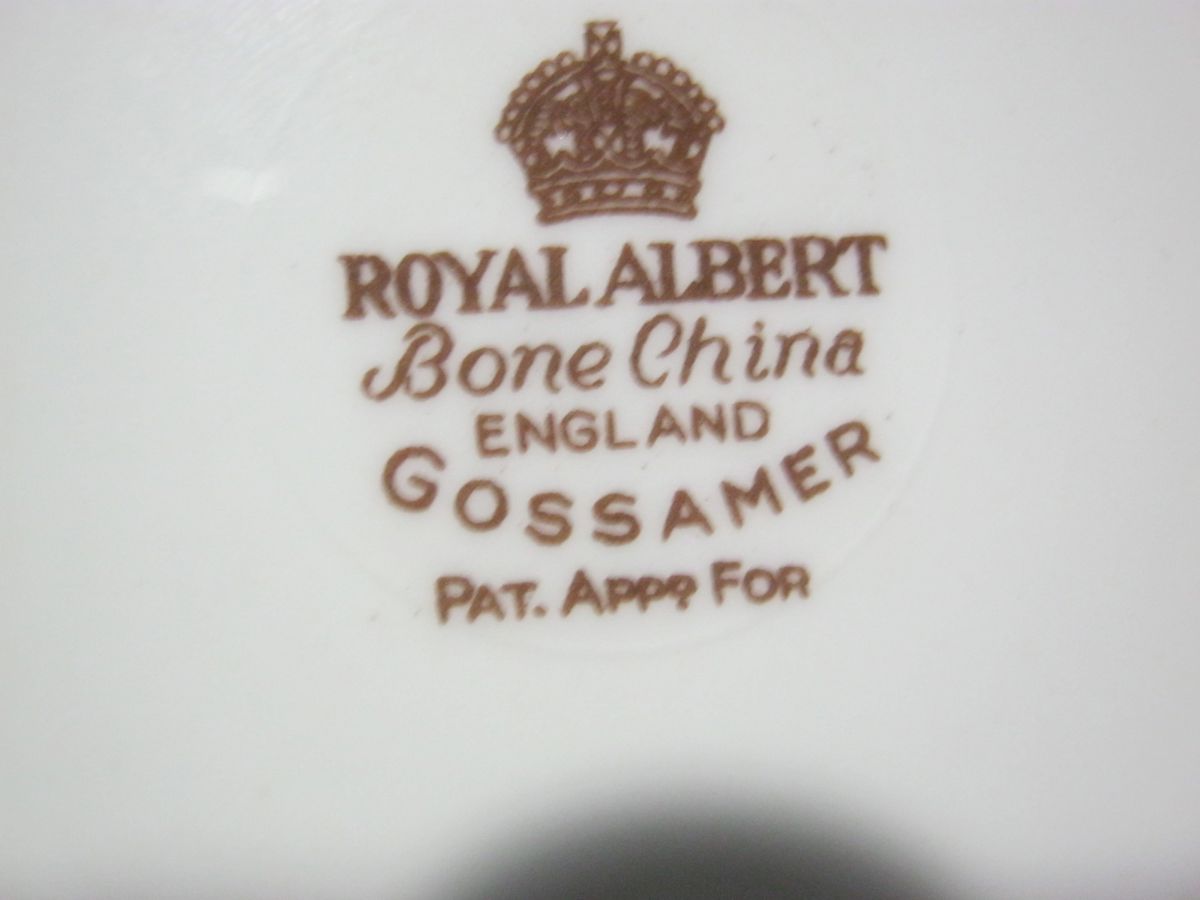 ROYAL ALBERT
Bone China
ENGLAND
GOSSAMER
PAT. APPD FOR